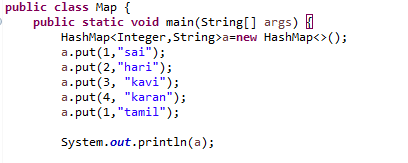 public class Map {
public static void main(String[] args) {
HashMap<Integer,String>a=new HashMap<>();
a.put(1,"sai");
a.put(2,"hari");
a.put(3, "kavi");
a.put(4, "karan");
a.put(1,"tamil");
System.out.println(a);